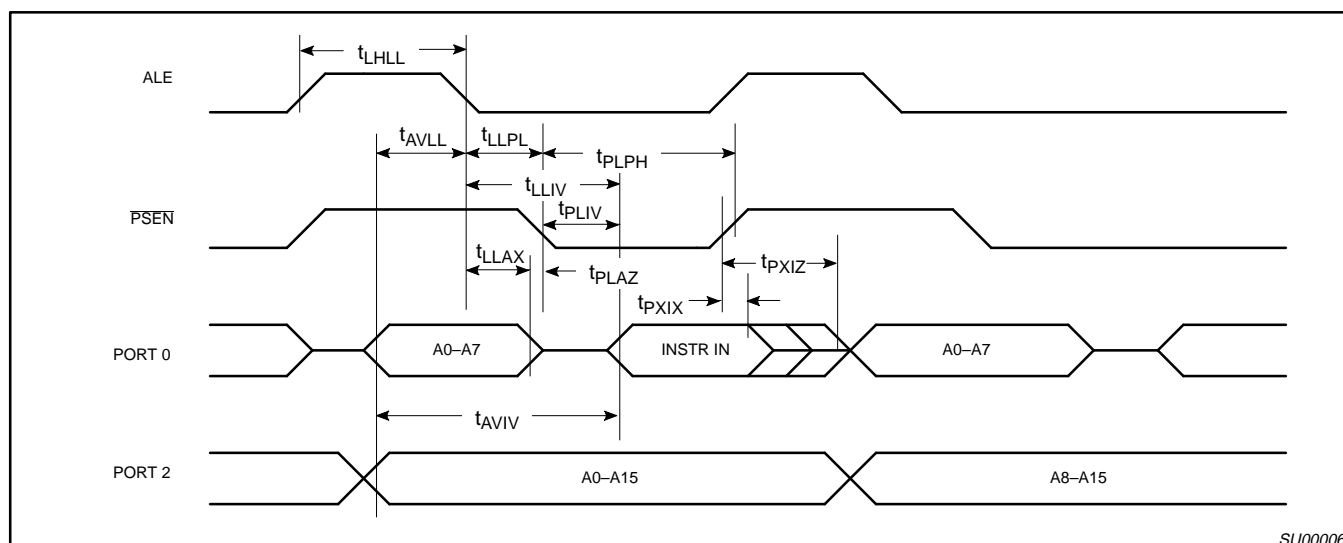 ALE
tLHLL
tAVLL
tLLPL
tPLPH
tLLIV
PSEN
tPLIV
tLLAX
tPLAZ
tPXIZ
tPXIX
PORT 0
A0–A7
INSTR IN
A0–A7
tAVIV
PORT 2
A0–A15
A8–A15
SU00006